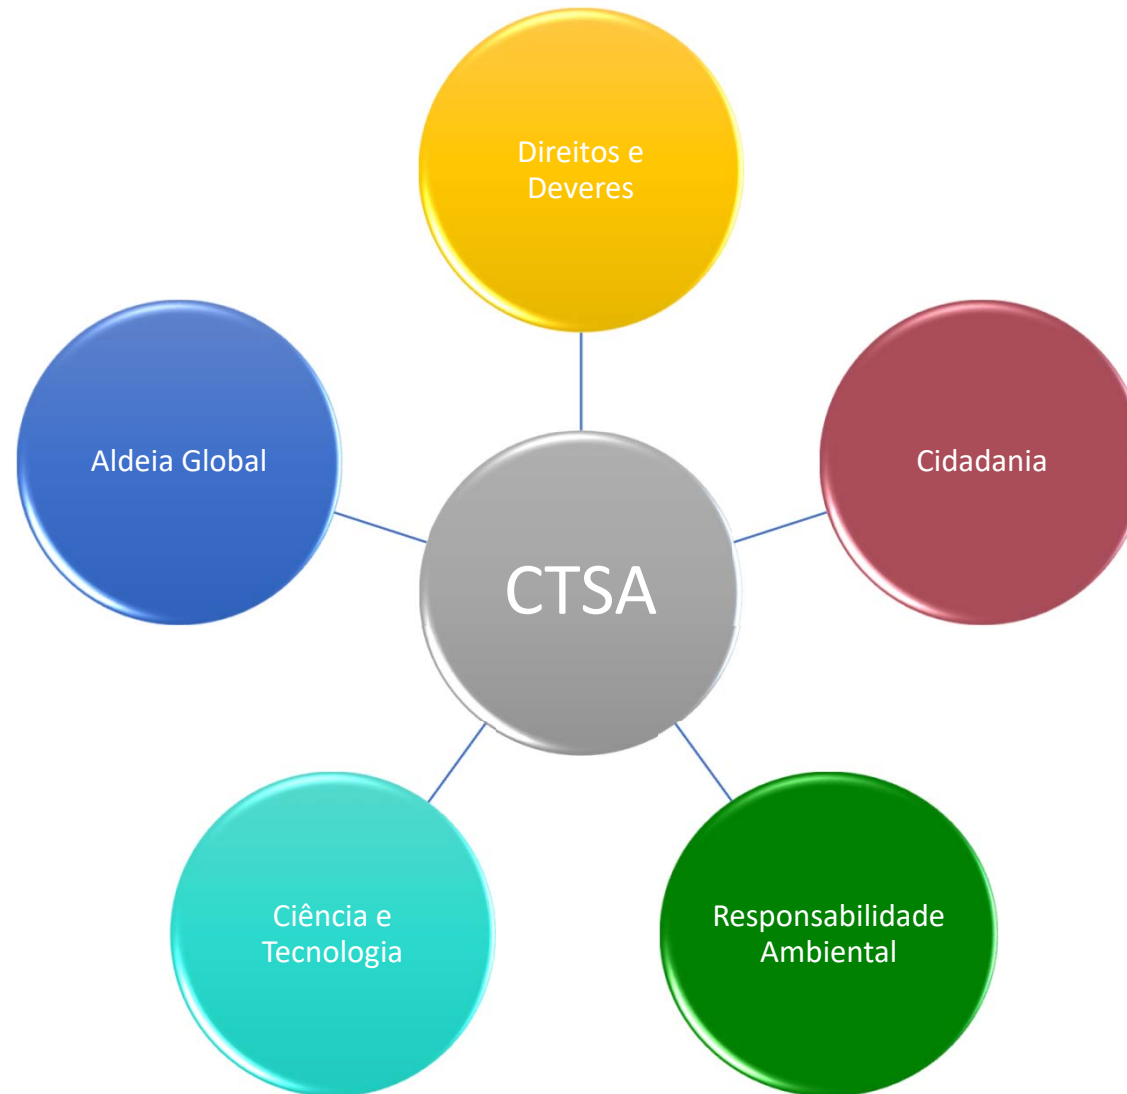 Direitos e
Deveres
Aldeia Global
Cidadania
CTSA
Ciência e
Tecnologia
Responsabilidade
Ambiental